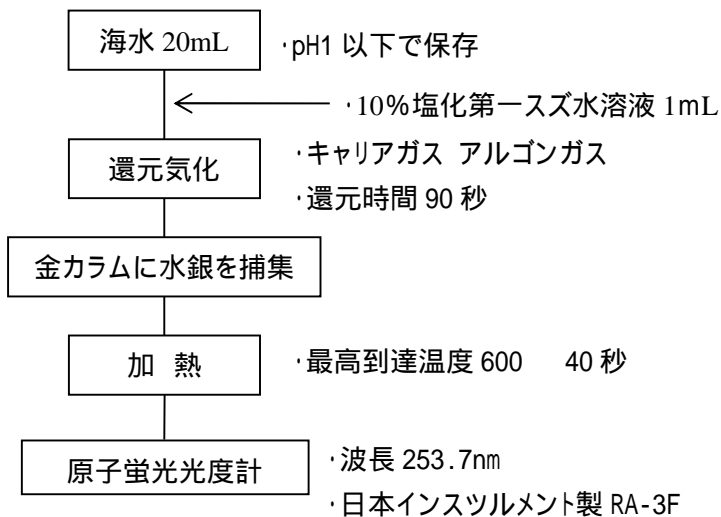 海水 20mL ・pH1 以下で保存
・10%塩化第一スズ水溶液 1mL
還元気化
・キャリアガス アルゴンガス
・還元時間 90 秒
金カラムに水銀を捕集
加 熱 ・最高到達温度 600 40 秒
原子蛍光光度計
・波長 253.7nm
・日本インスツルメント製 RA-3F